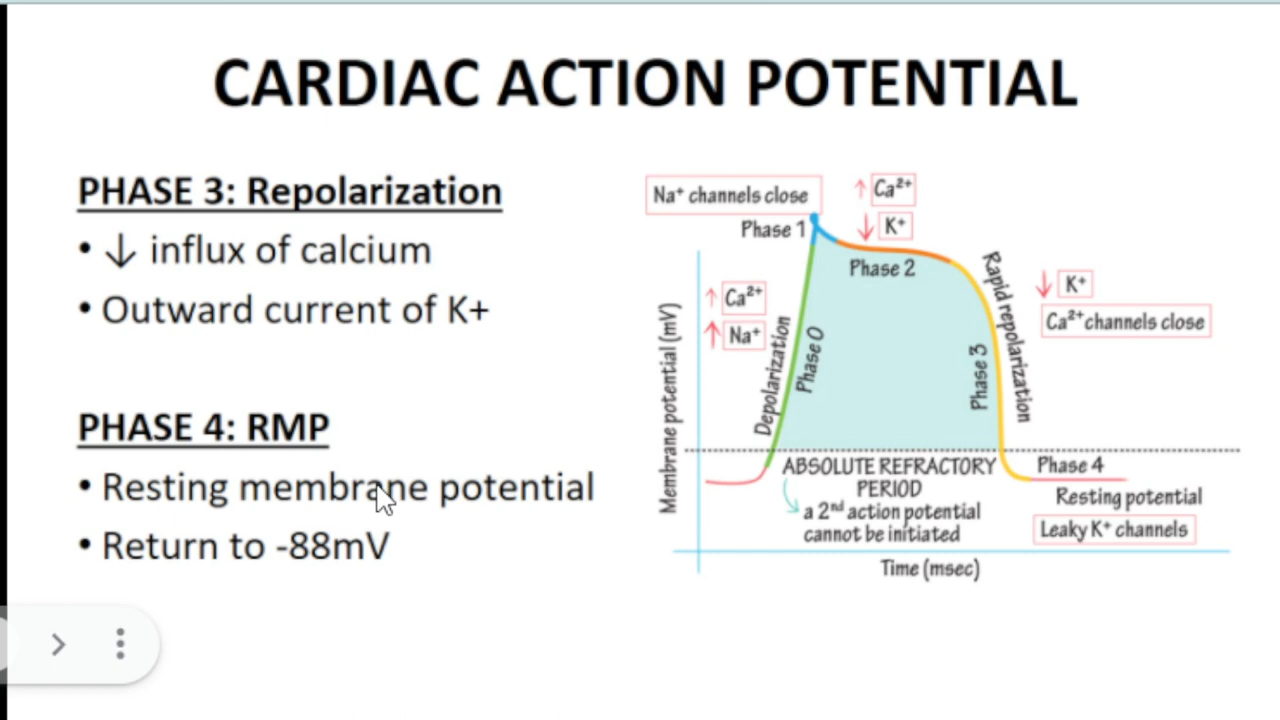 CARDIAC ACTION POTENTIAL
PHASE 3: Repolarization
• ↓ influx of calcium
• Outward current of K+
PHASE 4: RMP
• Resting membrane potential
• Return to -88mV
Na⁺ channels close
↑ Ca²⁺
↓ K⁺
Phase 1
Phase 2
↑ Ca²⁺
↑ Na⁺
Depolarization
Phase 0
Rapid repolarization
Phase 3
↓ K⁺
Ca²⁺channels close
Membrane potential (mV)
ABSOLUTE REFRACTORY
PERIOD
a 2ⁿᵈ action potential
cannot be initiated
Phase 4
Resting potential
Leaky K⁺ channels
Time (msec)